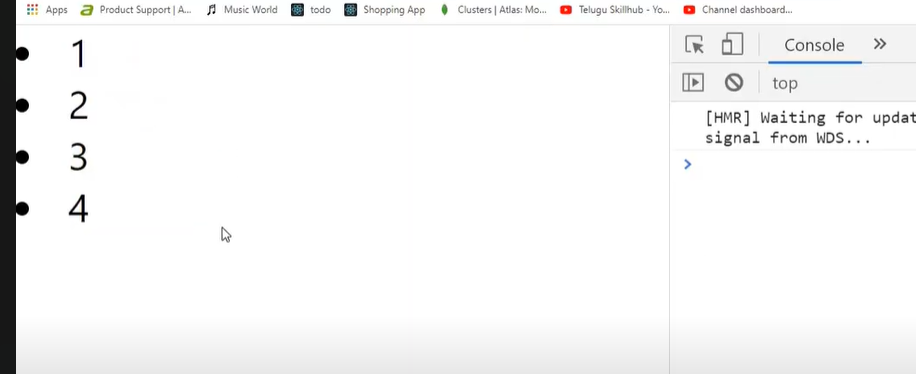 Apps Product Support | A... Music World todo Shopping App Clusters | Atlas: Mo... Telugu Skillhub - Yo... Channel dashboard...
1
2
3
4
Console
top
[HMR] Waiting for updat
signal from WDS...